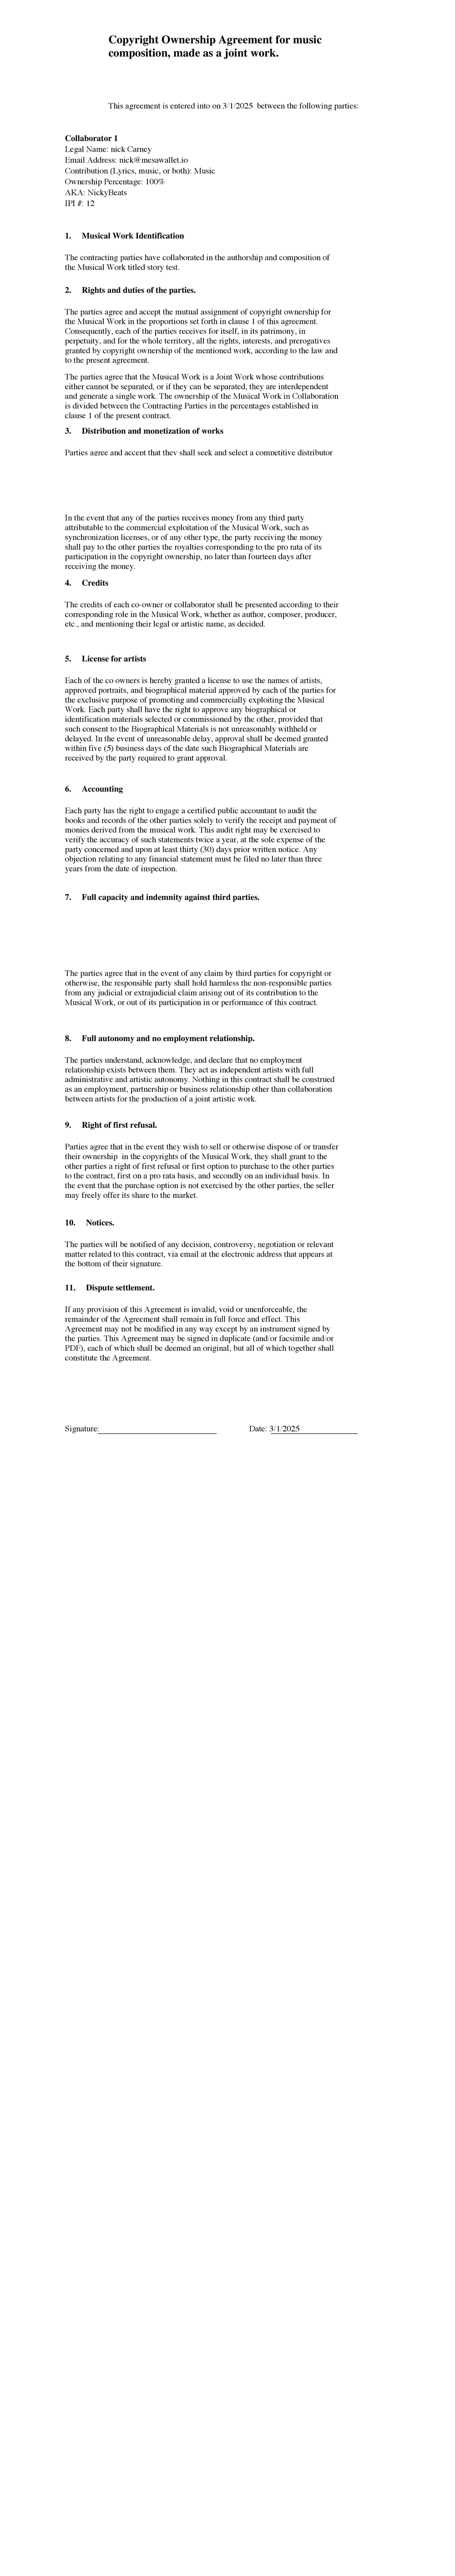 Copyright Ownership Agreement for music
composition, made as a joint work.
This agreement is entered into on 3/1/2025  between the following parties:
Collaborator 1
Legal Name: nick Carney
Email Address: nick@mesawallet.io
Contribution (Lyrics, music, or both): Music
Ownership Percentage: 100%
AKA: NickyBeats
IPI #: 12
1. Musical Work Identification
The contracting parties have collaborated in the authorship and composition of
the Musical Work titled story test.
2. Rights and duties of the parties.
The parties agree and accept the mutual assignment of copyright ownership for
the Musical Work in the proportions set forth in clause 1 of this agreement.
Consequently, each of the parties receives for itself, in its patrimony, in
perpetuity, and for the whole territory, all the rights, interests, and prerogatives
granted by copyright ownership of the mentioned work, according to the law and
to the present agreement.
The parties agree that the Musical Work is a Joint Work whose contributions
either cannot be separated, or if they can be separated, they are interdependent
and generate a single work. The ownership of the Musical Work in Collaboration
is divided between the Contracting Parties in the percentages established in
clause 1 of the present contract.
3. Distribution and monetization of works
Parties agree and accept that they shall seek and select a competitive distributor
In the event that any of the parties receives money from any third party
attributable to the commercial exploitation of the Musical Work, such as
synchronization licenses, or of any other type, the party receiving the money
shall pay to the other parties the royalties corresponding to the pro rata of its
participation in the copyright ownership, no later than fourteen days after
receiving the money.
4. Credits
The credits of each co-owner or collaborator shall be presented according to their
corresponding role in the Musical Work, whether as author, composer, producer,
etc., and mentioning their legal or artistic name, as decided.
5. License for artists
Each of the co owners is hereby granted a license to use the names of artists,
approved portraits, and biographical material approved by each of the parties for
the exclusive purpose of promoting and commercially exploiting the Musical
Work. Each party shall have the right to approve any biographical or
identification materials selected or commissioned by the other, provided that
such consent to the Biographical Materials is not unreasonably withheld or
delayed. In the event of unreasonable delay, approval shall be deemed granted
within five (5) business days of the date such Biographical Materials are
received by the party required to grant approval.
6. Accounting
Each party has the right to engage a certified public accountant to audit the
books and records of the other parties solely to verify the receipt and payment of
monies derived from the musical work. This audit right may be exercised to
verify the accuracy of such statements twice a year, at the sole expense of the
party concerned and upon at least thirty (30) days prior written notice. Any
objection relating to any financial statement must be filed no later than three
years from the date of inspection.
7. Full capacity and indemnity against third parties.
The parties agree that in the event of any claim by third parties for copyright or
otherwise, the responsible party shall hold harmless the non-responsible parties
from any judicial or extrajudicial claim arising out of its contribution to the
Musical Work, or out of its participation in or performance of this contract.
8. Full autonomy and no employment relationship.
The parties understand, acknowledge, and declare that no employment
relationship exists between them. They act as independent artists with full
administrative and artistic autonomy. Nothing in this contract shall be construed
as an employment, partnership or business relationship other than collaboration
between artists for the production of a joint artistic work.
9. Right of first refusal.
Parties agree that in the event they wish to sell or otherwise dispose of or transfer
their ownership  in the copyrights of the Musical Work, they shall grant to the
other parties a right of first refusal or first option to purchase to the other parties
to the contract, first on a pro rata basis, and secondly on an individual basis. In
the event that the purchase option is not exercised by the other parties, the seller
may freely offer its share to the market.
10. Notices.
The parties will be notified of any decision, controversy, negotiation or relevant
matter related to this contract, via email at the electronic address that appears at
the bottom of their signature.
11. Dispute settlement.
If any provision of this Agreement is invalid, void or unenforceable, the
remainder of the Agreement shall remain in full force and effect. This
Agreement may not be modified in any way except by an instrument signed by
the parties. This Agreement may be signed in duplicate (and/or facsimile and/or
PDF), each of which shall be deemed an original, but all of which together shall
constitute the Agreement.
Signature: Date: 3/1/2025